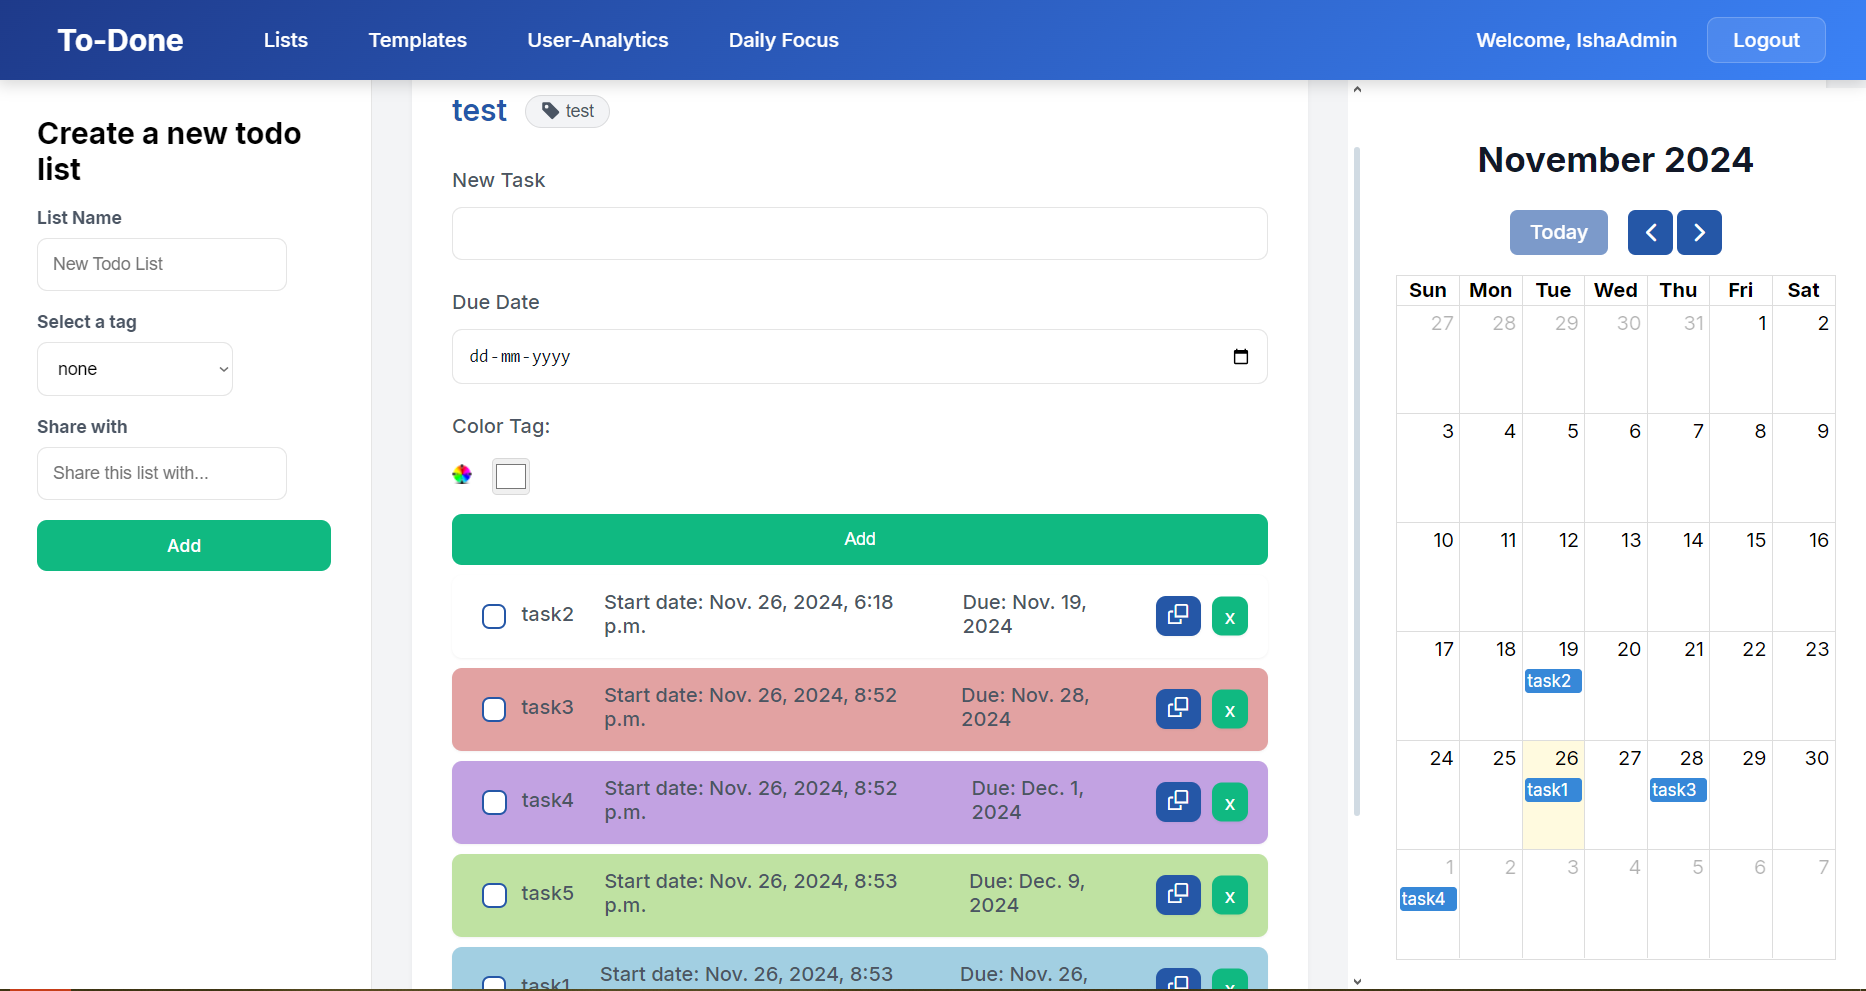 To-Done
Lists
Templates
User-Analytics
Daily Focus
Welcome, IshaAdmin
Logout
Create a new todo
list
List Name
New Todo List
Select a tag
none
Share with
Share this list with...
Add
test
test
New Task
Due Date
dd-mm-yyyy
Color Tag:
Add
task2
Start date: Nov. 26, 2024, 6:18
p.m.
Due: Nov. 19,
2024
x
task3
Start date: Nov. 26, 2024, 8:52
p.m.
Due: Nov. 28,
2024
x
task4
Start date: Nov. 26, 2024, 8:52
p.m.
Due: Dec. 1,
2024
x
task5
Start date: Nov. 26, 2024, 8:53
p.m.
Due: Dec. 9,
2024
x
task1
Start date: Nov. 26, 2024, 8:53
Due: Nov. 26,
x
November 2024
Today
Sun Mon Tue Wed Thu Fri Sat
27 28 29 30 31 1 2
3 4 5 6 7 8 9
10 11 12 13 14 15 16
17 18 19 20 21 22 23
task2
24 25 26 27 28 29 30
task1 task3
1 2 3 4 5 6 7
task4